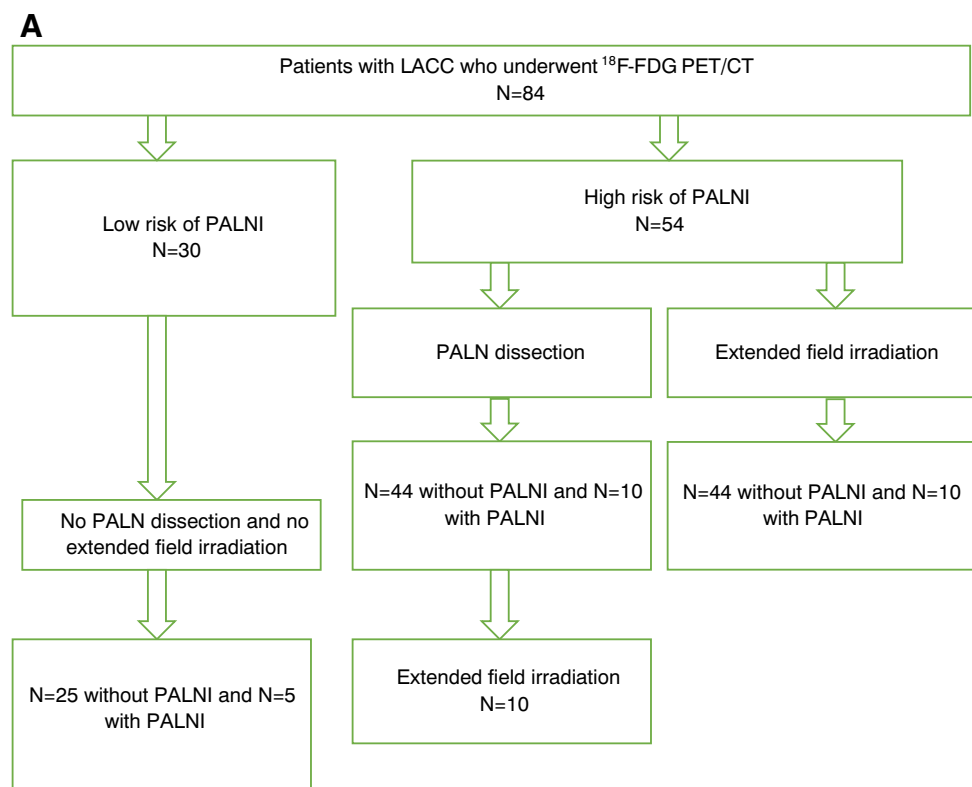 A
Patients with LACC who underwent ¹⁸F-FDG PET/CT
N=84
Low risk of PALNI
N=30
High risk of PALNI
N=54
PALN dissection
Extended field irradiation
N=44 without PALNI and N=10
with PALNI
N=44 without PALNI and N=10
with PALNI
No PALN dissection and no
extended field irradiation
N=25 without PALNI and N=5
with PALNI
Extended field irradiation
N=10